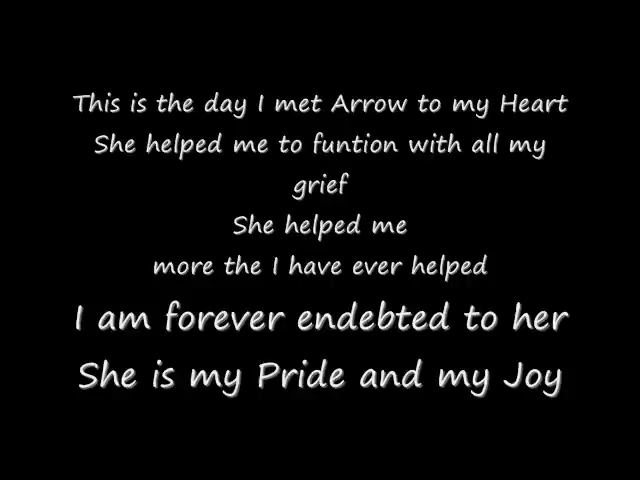 This is the day I met Arrow to my Heart
She helped me to funtion with all my
grief
She helped me
more the I have ever helped
I am forever endebted to her
She is my Pride and my Joy